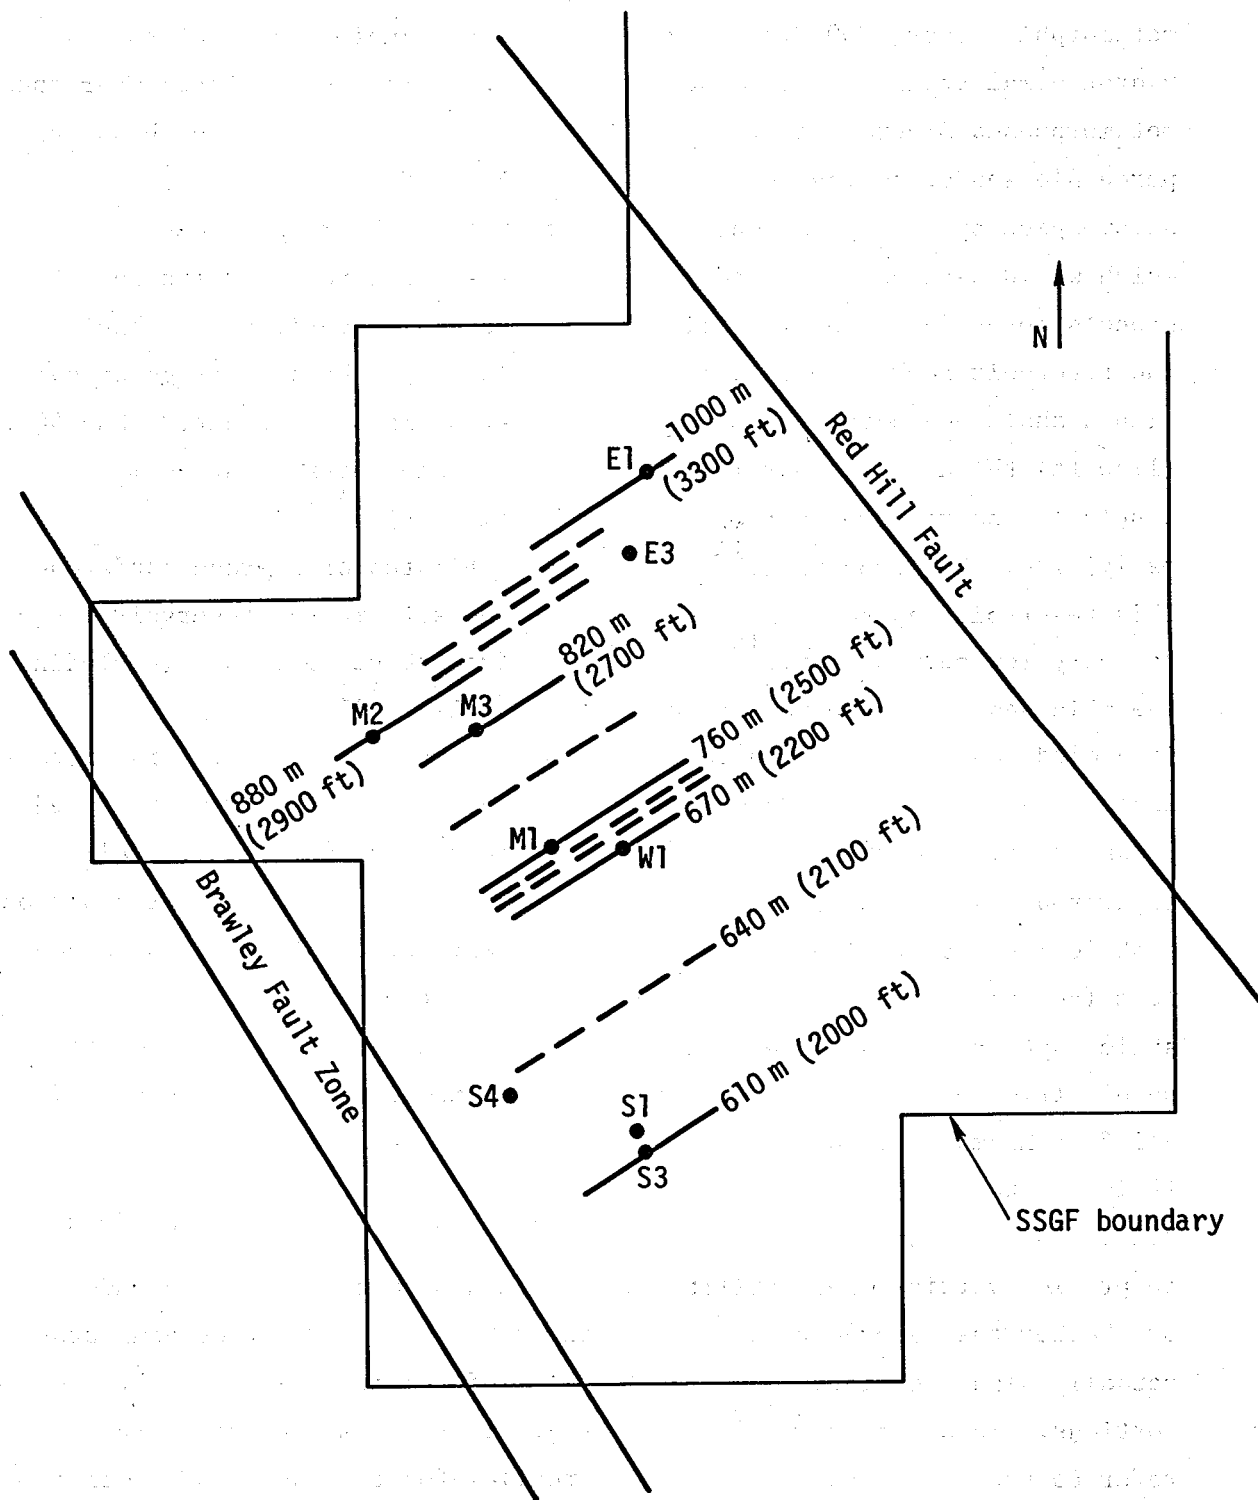 N
1000 m
(3300 ft)
E1
Red Hill Fault
E3
820 m
(2700 ft)
M2
M3
760 m (2500 ft)
880 m
(2900 ft)
670 m (2200 ft)
M1
W1
Brawley Fault Zone
640 m (2100 ft)
S4
S1
610 m (2000 ft)
S3
SSGF boundary